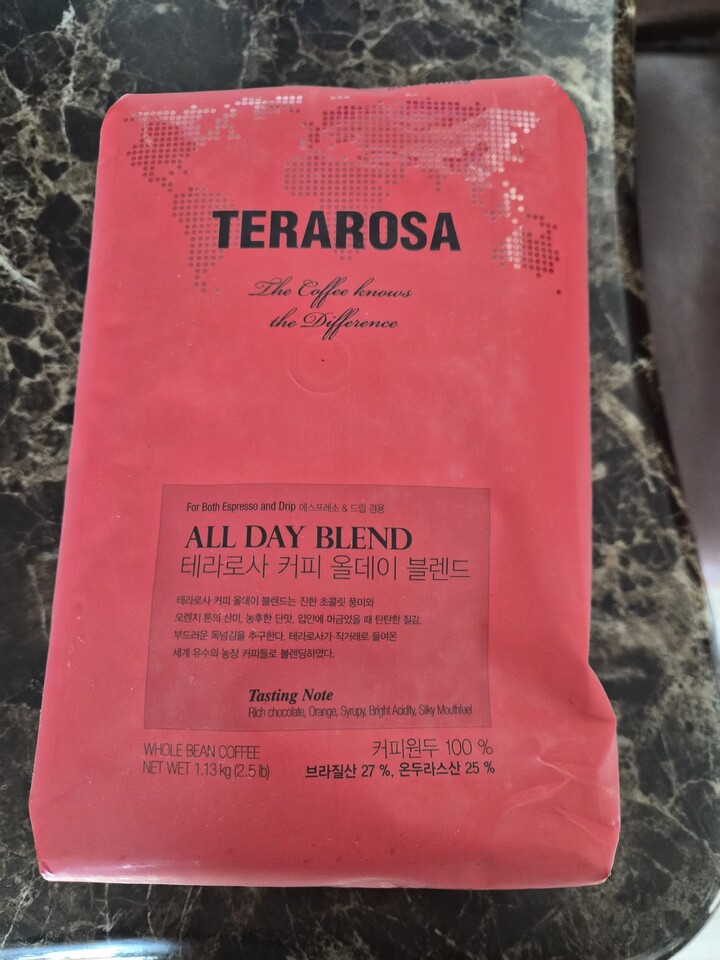 TERAROSA
The Coffee knows
the Difference
For Both Espresso and Drip 에스프레소 & 드립 겸용
ALL DAY BLEND
테라로사 커피 올데이 블렌드
테라로사 커피 올데이 블렌드는 진한 초콜릿 풍미와
오렌지 톤의 산미, 농후한 단맛, 입안에 머금었을 때 탄탄한 질감,
부드러운 목넘김을 추구한다. 테라로사가 직거래로 들여온
세계 유수의 농장 커피들로 블렌딩하였다.
Tasting Note
Rich chocolate, Orange, Syrupy, Bright Acidity, Silky Mouthfeel
WHOLE BEAN COFFEE
NET WET 1.13 kg (2.5 lb)
커피원두 100 %
브라질산 27 %, 온두라스산 25 %